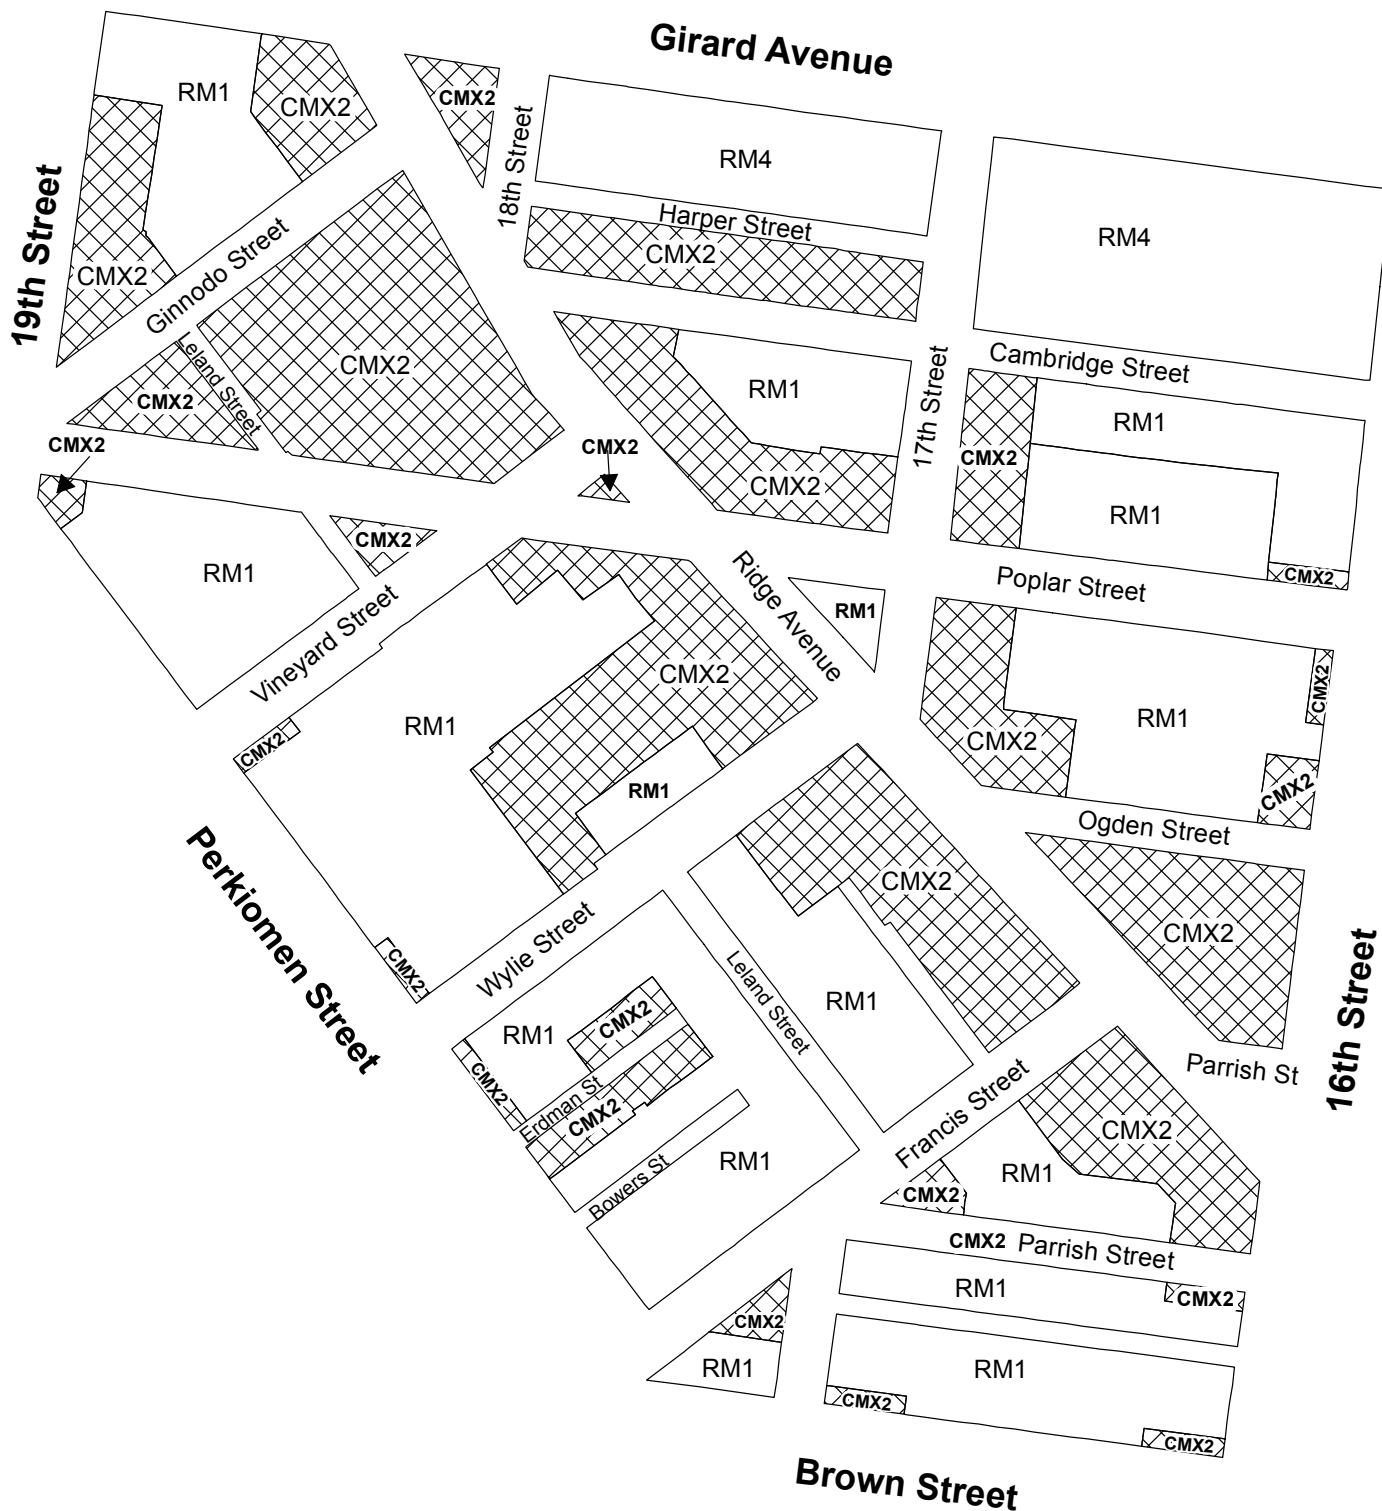 Girard Avenue
RM1
CMX2
CMX2
18th Street
RM4
Harper Street
CMX2
RM4
19th Street
CMX2
Ginnodo Street
Leland Street
CMX2
CMX2
CMX2
CMX2
RM1
CMX2
17th Street
Cambridge Street
RM1
CMX2
RM1
CMX2
CMX2
RM1
Vineyard Street
Ridge Avenue
RM1
Poplar Street
CMX2
RM1
CMX2
CMX2
RM1
CMX2
RM1
CMX2
CMX2
Ogden Street
Perkiomen Street
CMX2
Wylie Street
CMX2
CMX2
16th Street
Leland Street
RM1
RM1
CMX2
CMX2
Erdman St
CMX2
Bowers St
RM1
Parrish St
Francis Street
CMX2
RM1
CMX2
CMX2
Parrish Street
RM1
CMX2
CMX2
RM1
RM1
CMX2
CMX2
Brown Street